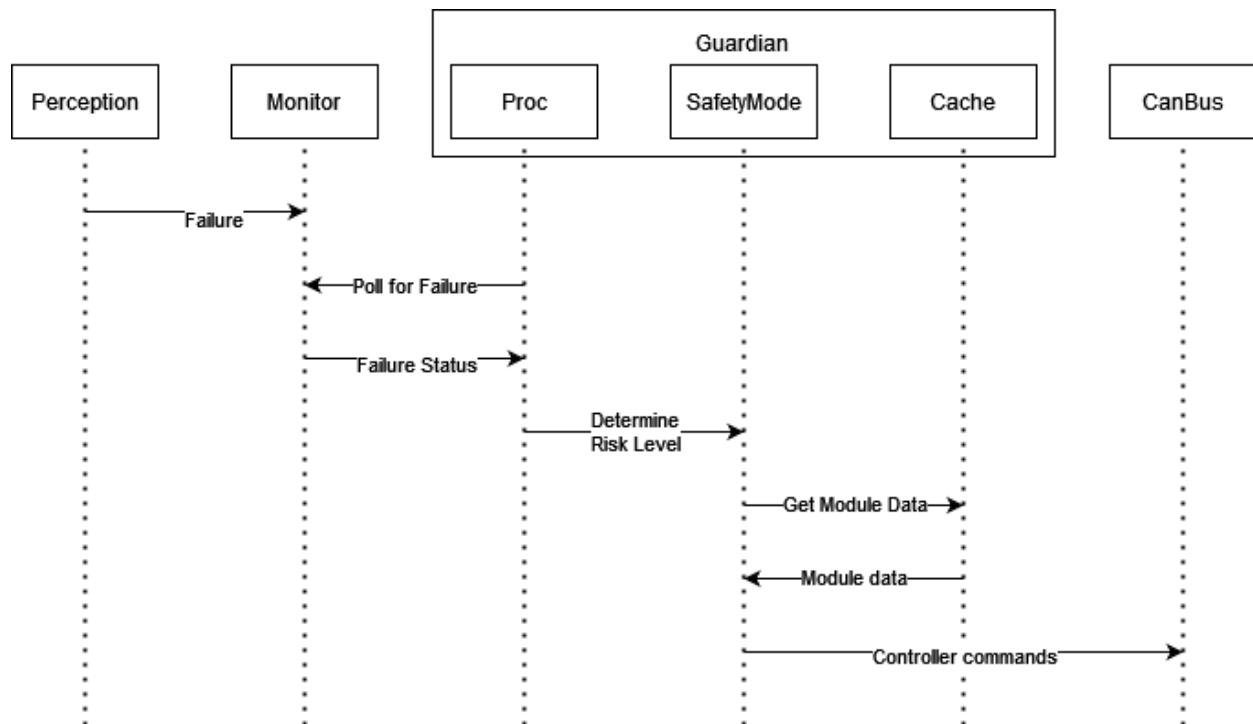 Guardian
Perception
Monitor
Proc
SafetyMode
Cache
CanBus
Failure
Poll for Failure
Failure Status
Determine
Risk Level
Get Module Data
Module data
Controller commands